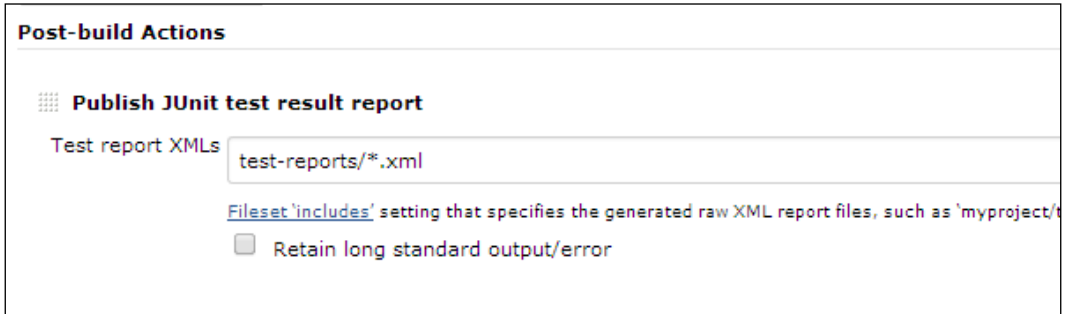 Post-build Actions
Publish JUnit test result report
Test report XMLs
test-reports/*.xml
Fileset 'includes' setting that specifies the generated raw XML report files, such as 'myproject/t
Retain long standard output/error